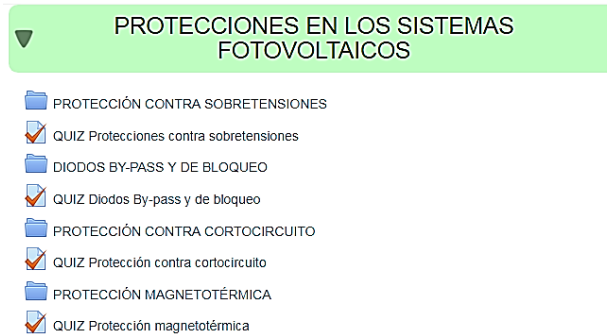 PROTECCIONES EN LOS SISTEMAS
FOTOVOLTAICOS
PROTECCIÓN CONTRA SOBRETENSIONES
QUIZ Protecciones contra sobretensiones
DIODOS BY-PASS Y DE BLOQUEO
QUIZ Diodos By-pass y de bloqueo
PROTECCIÓN CONTRA CORTOCIRCUITO
QUIZ Protección contra cortocircuito
PROTECCIÓN MAGNETOTÉRMICA
QUIZ Protección magnetotérmica